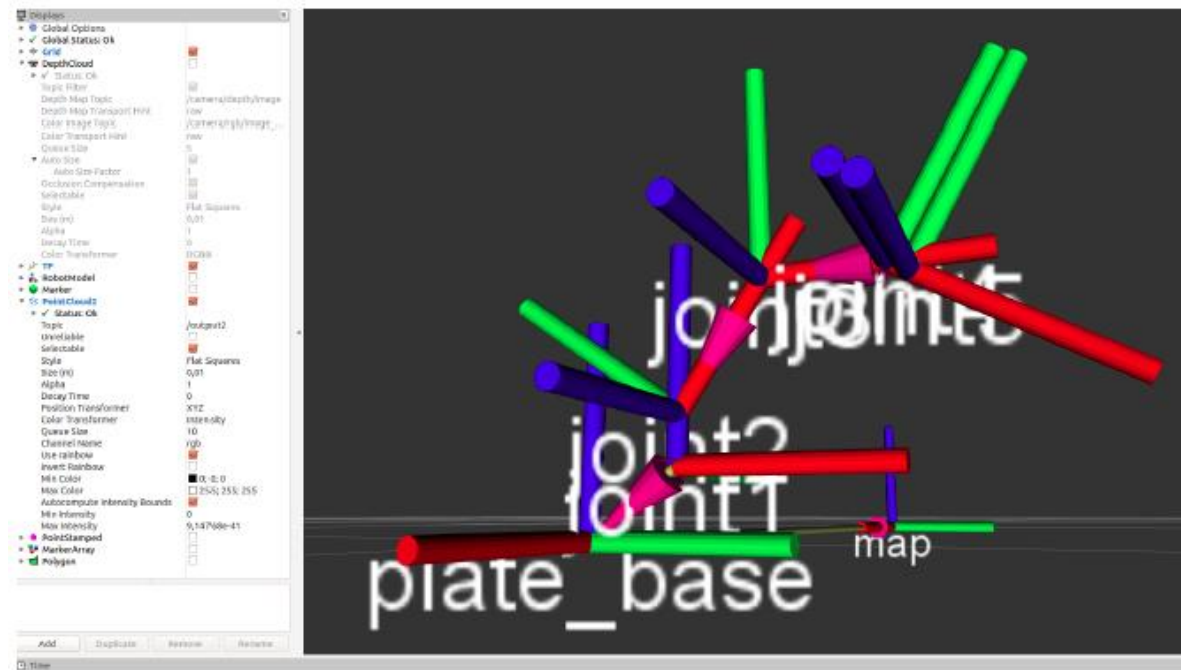 Displays
Global Options
Global Status: Ok
Grid
DepthCloud
Status: Ok
Topic Filter
Depth Map Topic /camera/depth/image
Depth Map Transport Hint raw
Color Image Topic /camera/rgb/image_
Color Transport Hint raw
Queue Size 5
Auto Size
Auto Size Factor 1
Occlusion Compensation
Selectable
Style Flat Squares
Size (m) 0,01
Alpha 1
Decay Time 0
Color Transformer RGB8
TF
RobotModel
Marker
PointCloud2
Status: Ok
Topic /output2
Unreliable
Selectable
Style Flat Squares
Size (m) 0,01
Alpha 1
Decay Time 0
Position Transformer XYZ
Color Transformer Intensity
Queue Size 10
Channel Name rgb
Use rainbow
Invert Rainbow
Min Color 0; 0; 0
Max Color 255; 255; 255
Autocompute Intensity Bounds
Min Intensity 0
Max Intensity 9,14768e-41
PointStamped
MarkerArray
Polygon
Add Duplicate Remove Rename
Time
joint2
joint1
map
plate_base